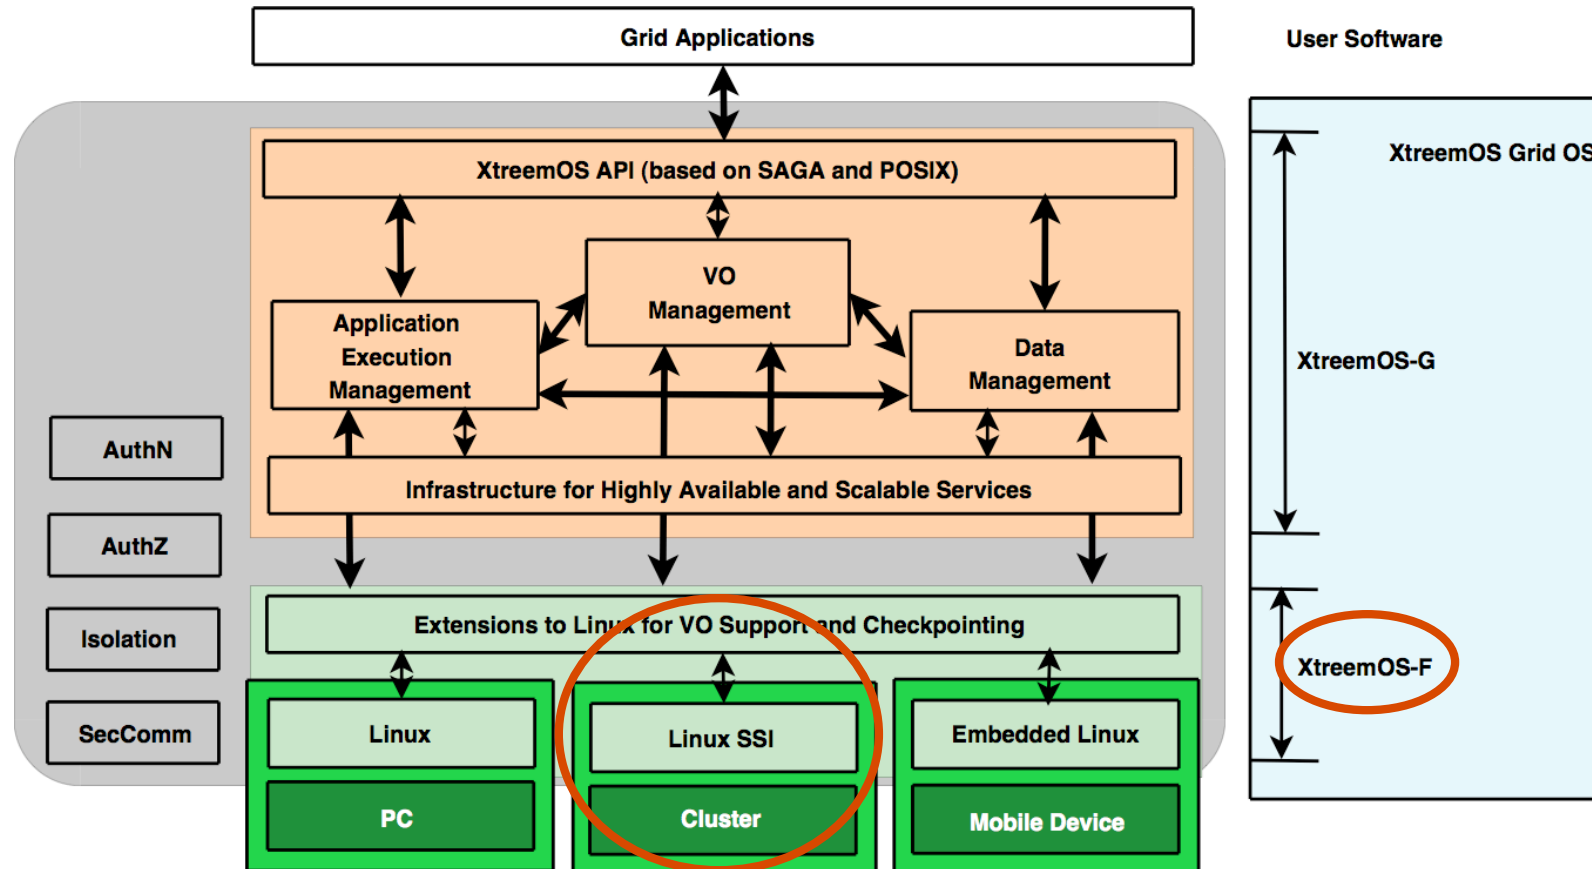 Grid Applications
User Software
XtreemOS Grid OS
XtreemOS API (based on SAGA and POSIX)
VO
Management
Application
Execution
Management
Data
Management
XtreemOS-G
AuthN
Infrastructure for Highly Available and Scalable Services
AuthZ
Extensions to Linux for VO Support and Checkpointing
Isolation
XtreemOS-F
SecComm
Linux
Linux SSI
Embedded Linux
PC
Cluster
Mobile Device